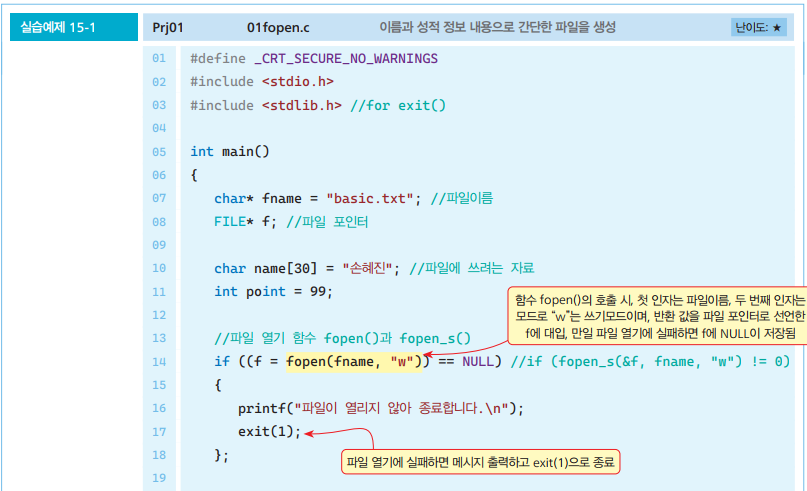 실습예제 15-1 Prj01 01fopen.c 이름과 성적 정보 내용으로 간단한 파일을 생성 난이도: ★
01 #define _CRT_SECURE_NO_WARNINGS
02 #include <stdio.h>
03 #include <stdlib.h> //for exit()
04
05 int main()
06 {
07 char* fname = "basic.txt"; //파일이름
08 FILE* f; //파일 포인터
09
10 char name[30] = "손혜진"; //파일에 쓰려는 자료
11 int point = 99;
함수 fopen()의 호출 시, 첫 인자는 파일이름, 두 번째 인자는
모드로 “w”는 쓰기모드이며, 반환 값을 파일 포인터로 선언한
f에 대입, 만일 파일 열기에 실패하면 f에 NULL이 저장됨
12
13 //파일 열기 함수 fopen()과 fopen_s()
14 if ((f = fopen(fname, "w")) == NULL) //if (fopen_s(&f, fname, "w") != 0)
15 {
16 printf("파일이 열리지 않아 종료합니다.\n");
17 exit(1);
18 };
파일 열기에 실패하면 메시지 출력하고 exit(1)으로 종료
19